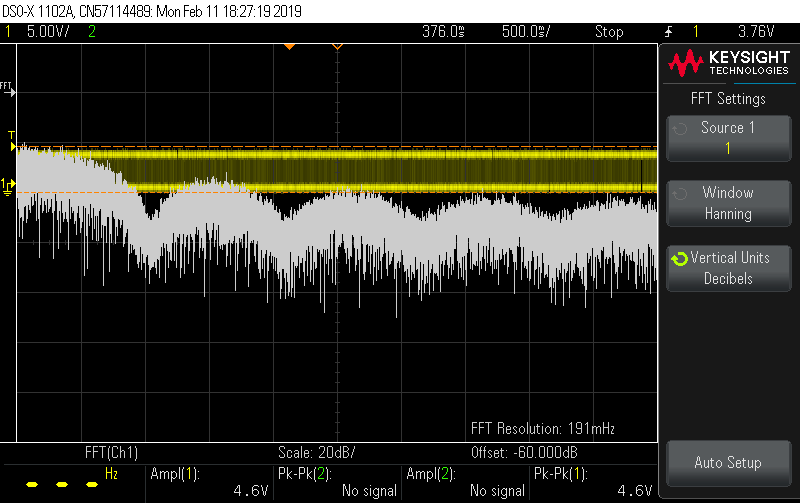 DSO-X 1102A, CN57114489: Mon Feb 11 18:27:19 2019
1 5.00V/ 2 376.0ms 500.0ms/ Stop 1 3.76V
KEYSIGHT
TECHNOLOGIES
FFT Settings
Source 1
1
Window
Hanning
Vertical Units
Decibels
Auto Setup
FFT
T
1
FFT Resolution: 191mHz
FFT(Ch1) Scale: 20dB/ Offset: -60.000dB
Hz Ampl(1): Pk-Pk(2): Ampl(2): Pk-Pk(1):
4.6V No signal No signal 4.6V